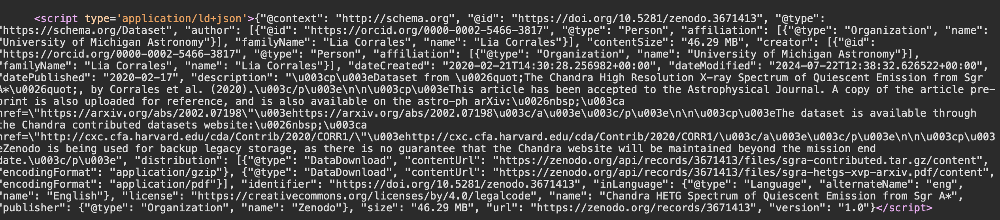 <script type='application/ld+json'>{"@context": "http://schema.org", "@id": "https://doi.org/10.5281/zenodo.3671413", "@type":
"https://schema.org/Dataset", "author": [{"@id": "https://orcid.org/0000-0002-5466-3817", "@type": "Person", "affiliation": [{"@type": "Organization", "name":
"University of Michigan Astronomy"}], "familyName": "Lia Corrales", "name": "Lia Corrales"}], "contentSize": "46.29 MB", "creator": [{"@id":
"https://orcid.org/0000-0002-5466-3817", "@type": "Person", "affiliation": [{"@type": "Organization", "name": "University of Michigan Astronomy"}],
"familyName": "Lia Corrales", "name": "Lia Corrales"}], "dateCreated": "2020-02-21T14:30:28.256982+00:00", "dateModified": "2024-07-22T12:38:32.626522+00:00",
"datePublished": "2020-02-17", "description": "\u003cp\u003eDataset from \u0026quot;The Chandra High Resolution X-ray Spectrum of Quiescent Emission from Sgr
A*\u0026quot;, by Corrales et al. (2020).\u003c/p\u003e\n\n\u003cp\u003eThis article has been accepted to the Astrophysical Journal. A copy of the article pre-
print is also uploaded for reference, and is also available on the astro-ph arXiv:\u0026nbsp;\u003ca
href=\"https://arxiv.org/abs/2002.07198\"\u003ehttps://arxiv.org/abs/2002.07198\u003c/a\u003e\u003c/p\u003e\n\n\u003cp\u003eThe dataset is available through
the Chandra contributed datasets website:\u0026nbsp;\u003ca
href=\"http://cxc.cfa.harvard.edu/cda/Contrib/2020/CORR1/\"\u003ehttp://cxc.cfa.harvard.edu/cda/Contrib/2020/CORR1/\u003c/a\u003e\u003c/p\u003e\n\n\u003cp\u003
eZenodo is being used for backup legacy storage, as there is no guarantee that the Chandra website will be maintained beyond the mission end
date.\u003c/p\u003e", "distribution": [{"@type": "DataDownload", "contentUrl": "https://zenodo.org/api/records/3671413/files/sgra-contributed.tar.gz/content",
"encodingFormat": "application/gzip"}, {"@type": "DataDownload", "contentUrl": "https://zenodo.org/api/records/3671413/files/sgra-hetgs-xvp-arxiv.pdf/content",
"encodingFormat": "application/pdf"}], "identifier": "https://doi.org/10.5281/zenodo.3671413", "inLanguage": {"@type": "Language", "alternateName": "eng",
"name": "English"}, "license": "https://creativecommons.org/licenses/by/4.0/legalcode", "name": "Chandra HETG Spectrum of Quiescent Emission from Sgr A*",
"publisher": {"@type": "Organization", "name": "Zenodo"}, "size": "46.29 MB", "url": "https://zenodo.org/records/3671413", "version": "1.0"}</script>